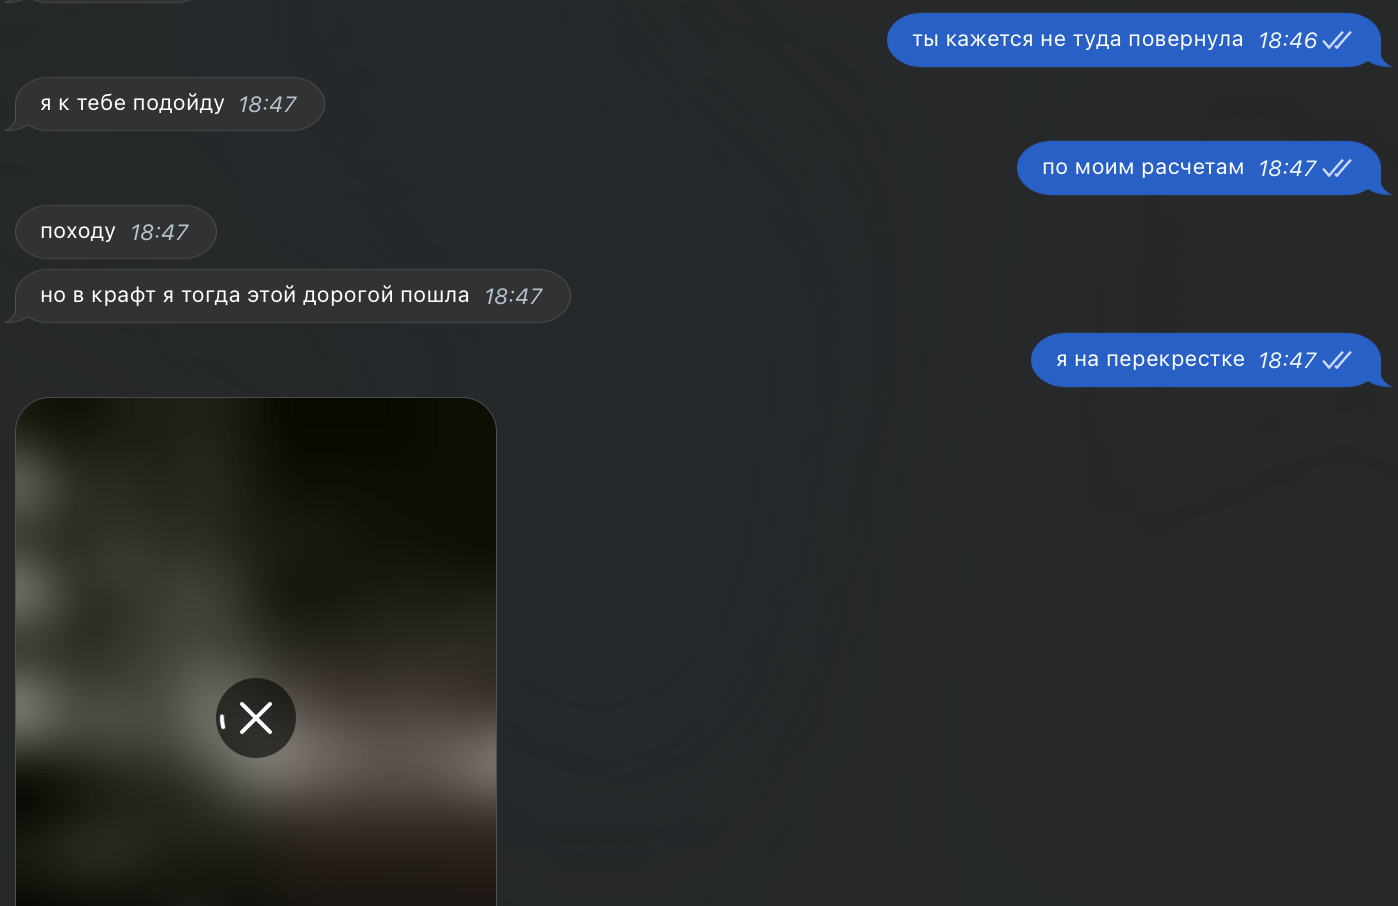 ты кажется не туда повернула 18:46
я к тебе подойду 18:47
по моим расчетам 18:47
походу 18:47
но в крафт я тогда этой дорогой пошла 18:47
я на перекрестке 18:47